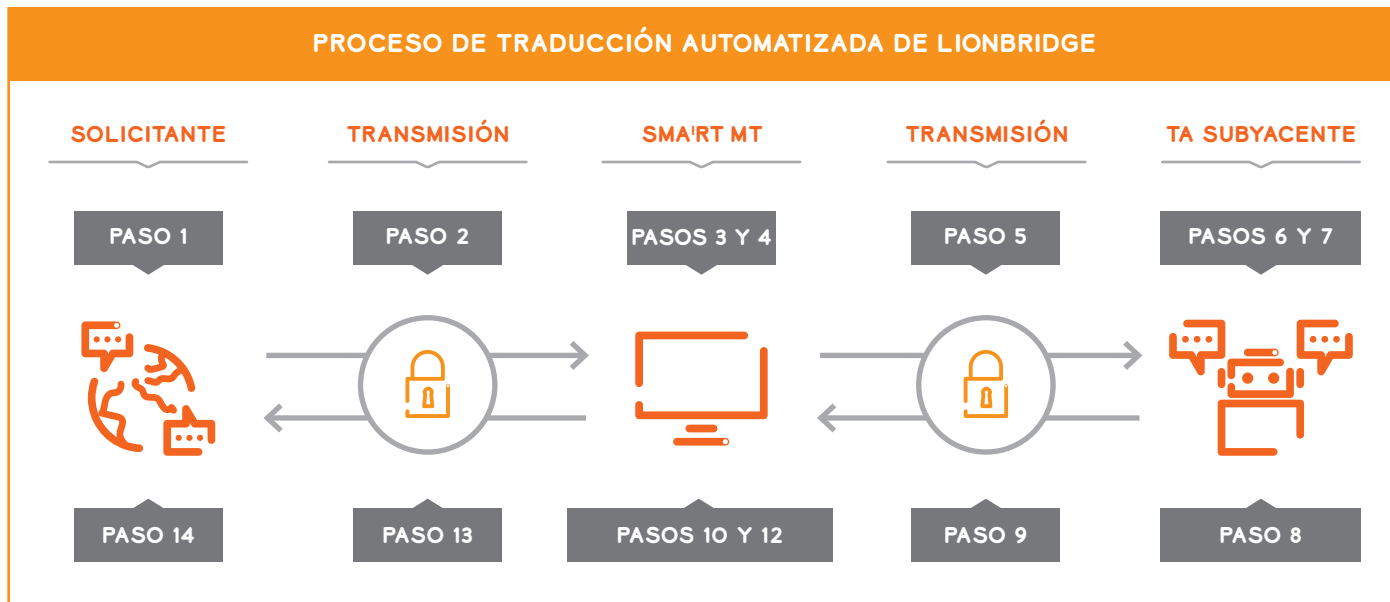 PROCESO DE TRADUCCIÓN AUTOMATIZADA DE LIONBRIDGE
SOLICITANTE
TRANSMISIÓN
SMA'RT MT
TRANSMISIÓN
TA SUBYACENTE
PASO 1
PASO 2
PASOS 3 Y 4
PASO 5
PASOS 6 Y 7
PASO 14
PASO 13
PASOS 10 Y 12
PASO 9
PASO 8